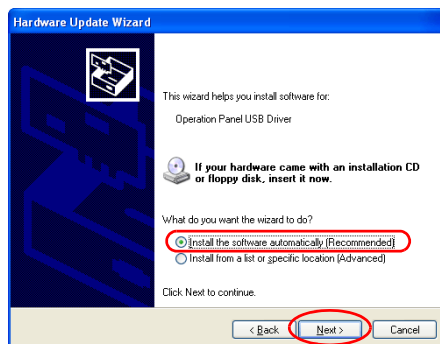 Hardware Update Wizard
This wizard helps you install software for:
Operation Panel USB Driver
If your hardware came with an installation CD
or floppy disk, insert it now.
What do you want the wizard to do?
Install the software automatically (Recommended)
Install from a list or specific location (Advanced)
Click Next to continue.
< Back Next > Cancel